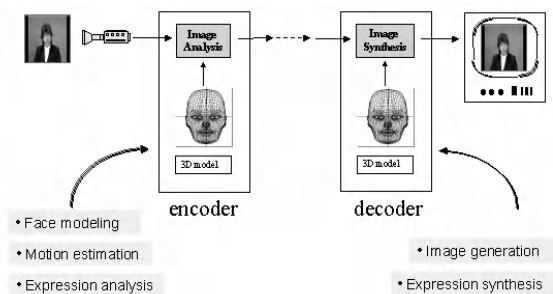 Image
Analysis
Image
Synthesis
3D model
3D model
encoder
decoder
• Face modeling
• Motion estimation
• Expression analysis
• Image generation
• Expression synthesis